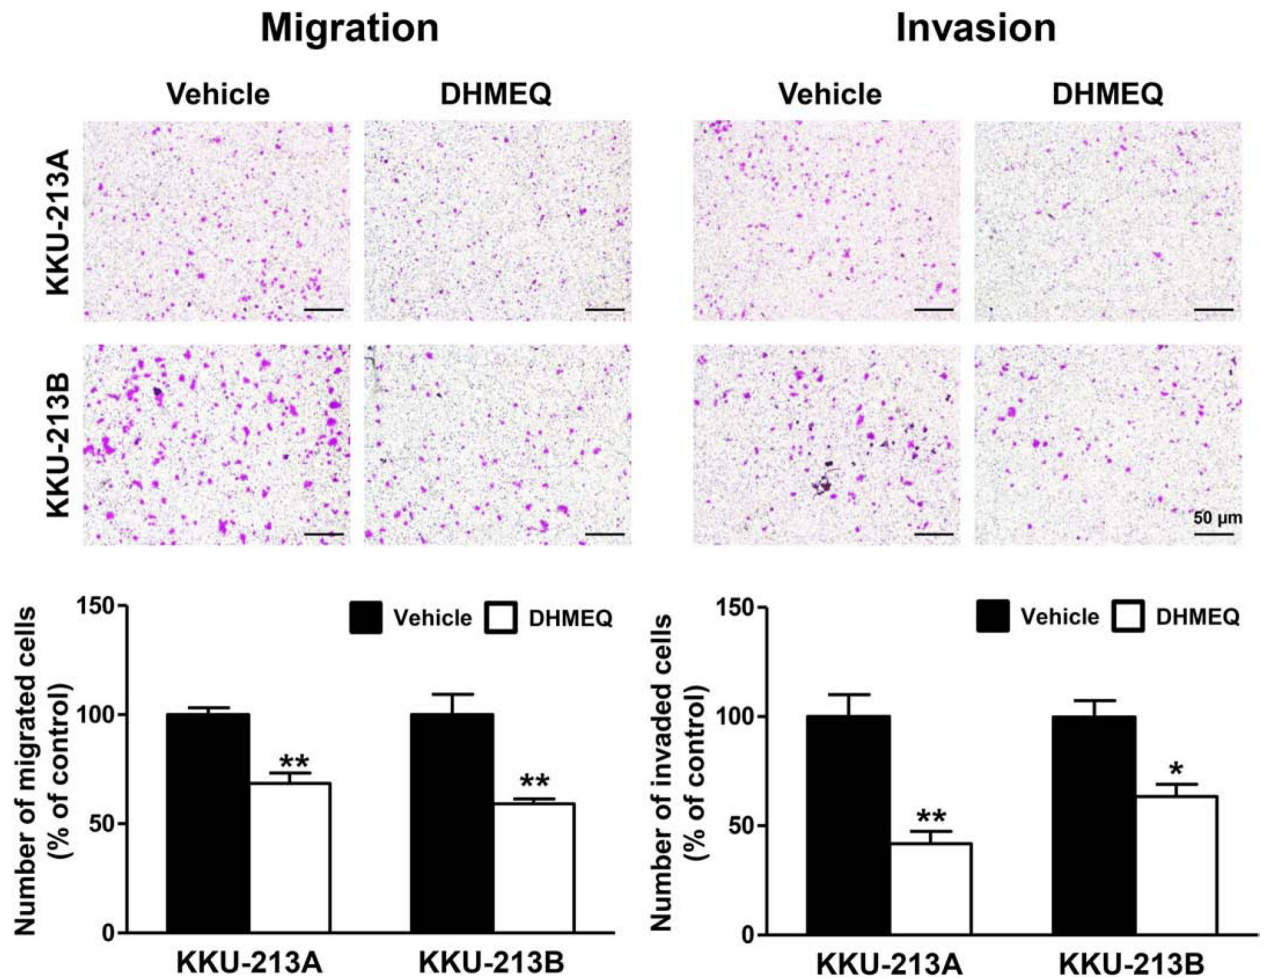 Migration
Invasion
Vehicle
DHMEQ
Vehicle
DHMEQ
KKU-213A
KKU-213B
50 µm
Number of migrated cells
(% of control)
150
100
50
0
Vehicle
DHMEQ
**
**
KKU-213A
KKU-213B
Number of invaded cells
(% of control)
150
100
50
0
Vehicle
DHMEQ
**
*
KKU-213A
KKU-213B